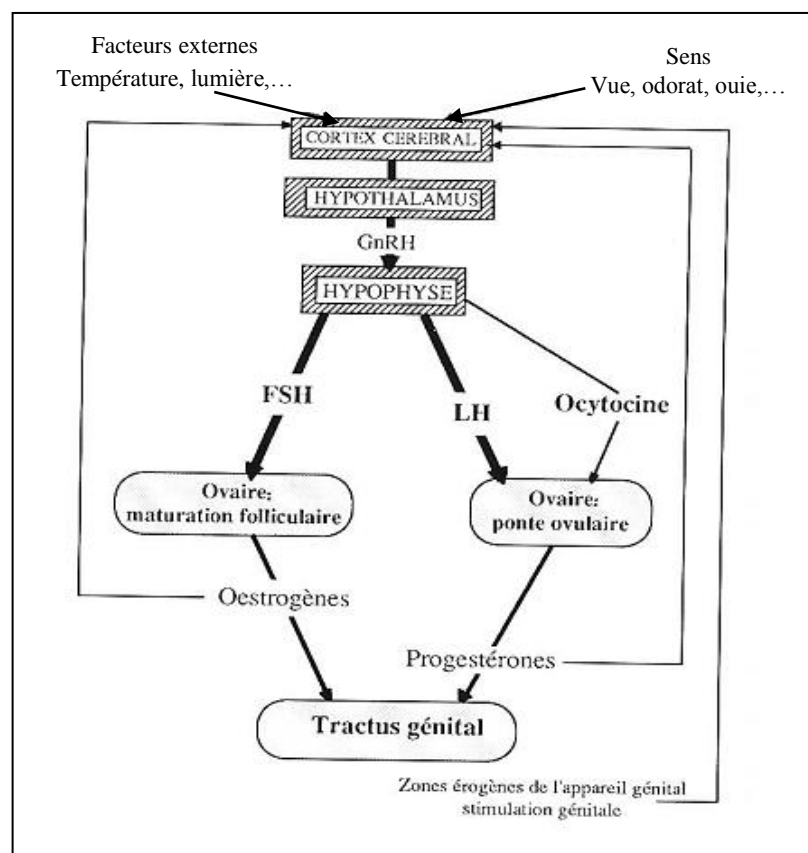 Facteurs externes
Température, lumière,…
Sens
Vue, odorat, ouie,…
CORTEX CEREBRAL
HYPOTHALAMUS
GnRH
HYPOPHYSE
FSH
LH
Ocytocine
Ovaire:
maturation folliculaire
Ovaire:
ponte ovulaire
Oestrogènes
Progestérones
Tractus génital
Zones érogènes de l'appareil génital
stimulation génitale